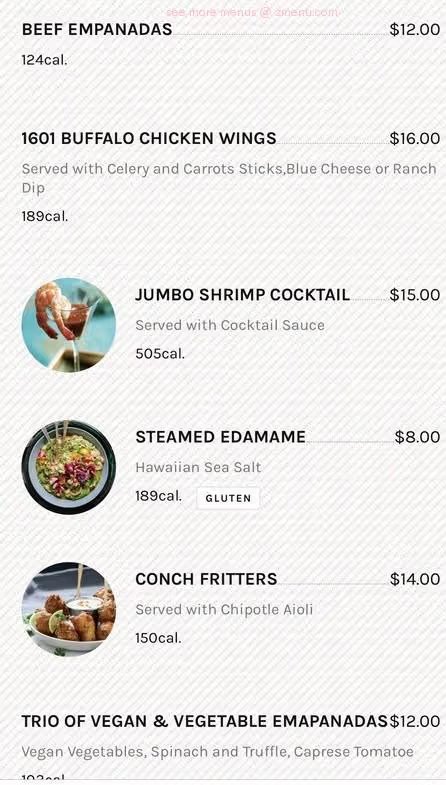 see more menus @ zmenu.com
BEEF EMPANADAS $12.00
124cal.
1601 BUFFALO CHICKEN WINGS $16.00
Served with Celery and Carrots Sticks,Blue Cheese or Ranch
Dip
189cal.
JUMBO SHRIMP COCKTAIL $15.00
Served with Cocktail Sauce
505cal.
STEAMED EDAMAME $8.00
Hawaiian Sea Salt
189cal. GLUTEN
CONCH FRITTERS $14.00
Served with Chipotle Aioli
150cal.
TRIO OF VEGAN & VEGETABLE EMAPANADAS $12.00
Vegan Vegetables, Spinach and Truffle, Caprese Tomatoe